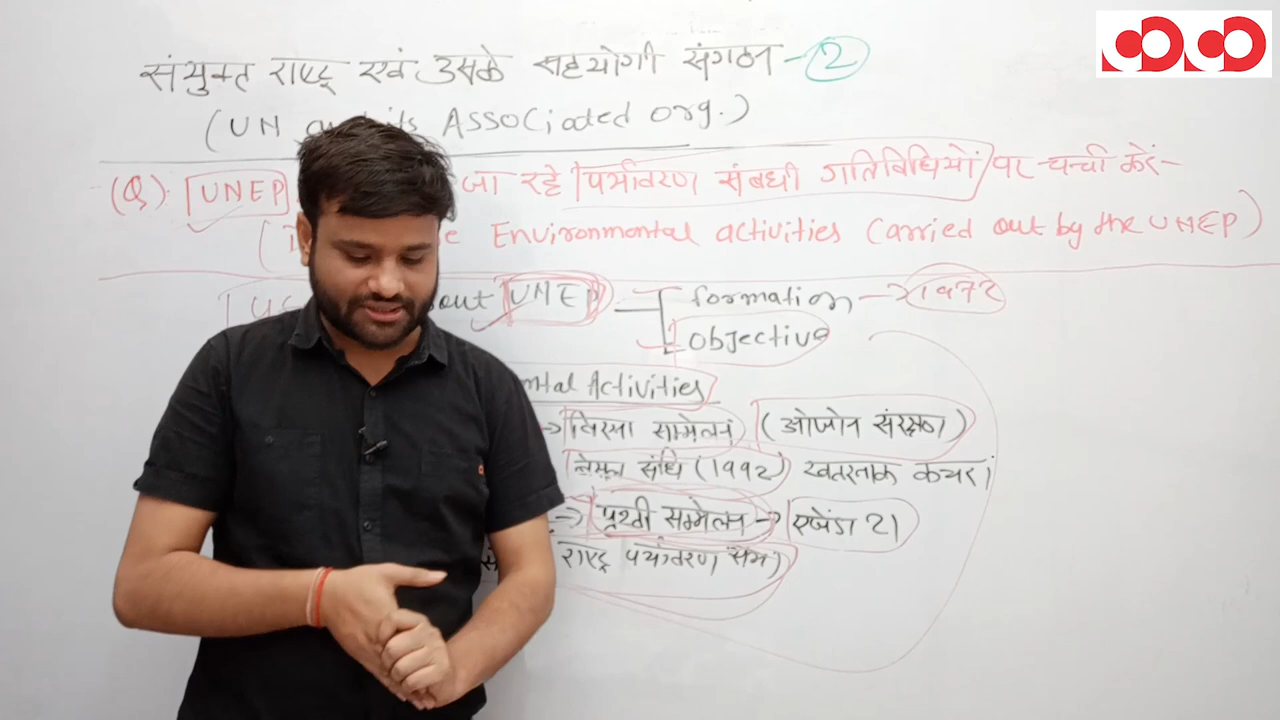 संयुक्त राष्ट्र एवं उसके सहयोगी संगठन - 2
(UN its Associated org.)
(Q) UNEP जा रहे पर्यावरण संबंधी गतिविधियों पर चर्चा करें-
Environmental activities carried out by the UNEP)
out UNEP formation → 1972
objective
ntal Activities
→ वियना सम्मेलन (ओजोन संरक्षण)
संधि (1992) खतरनाक
→ पृथ्वी सम्मेलन → एजेंडा 21
राष्ट्र पर्यावरण सभा